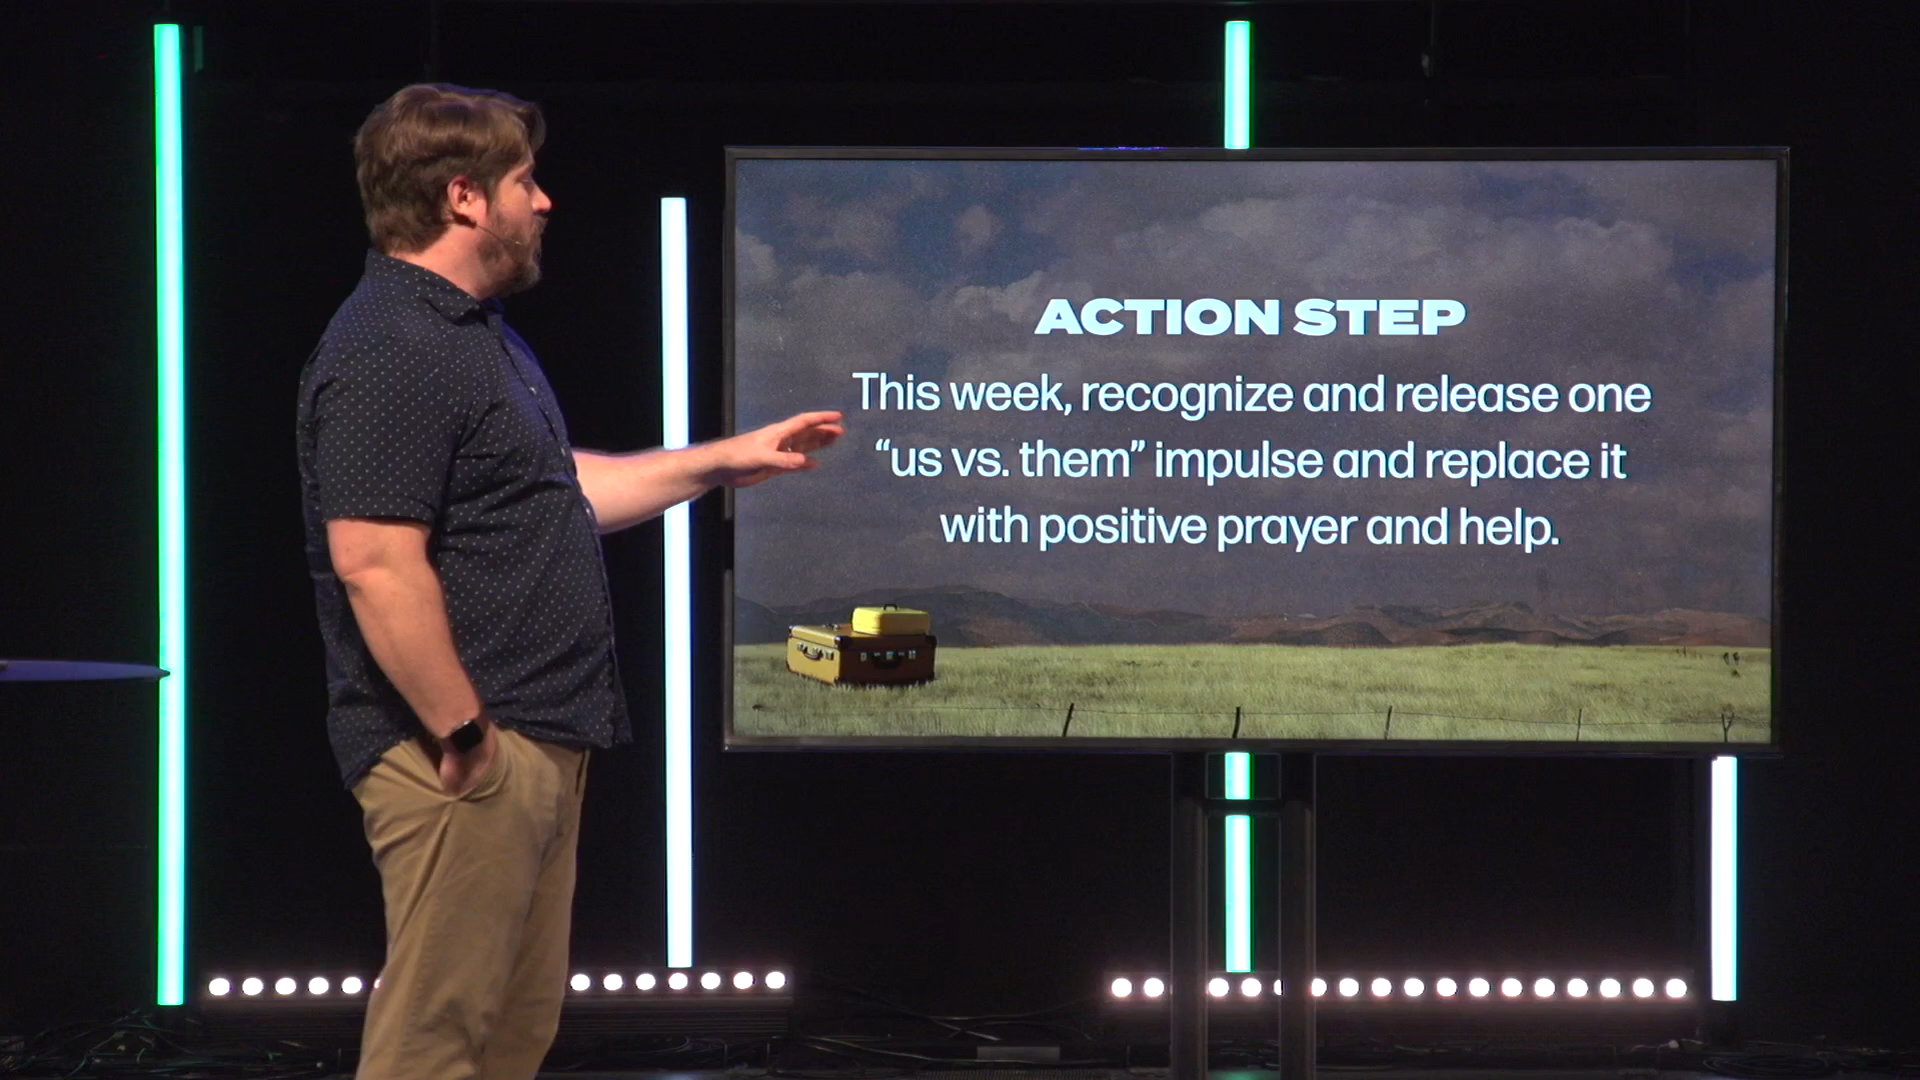 ACTION STEP
This week, recognize and release one
“us vs. them” impulse and replace it
with positive prayer and help.